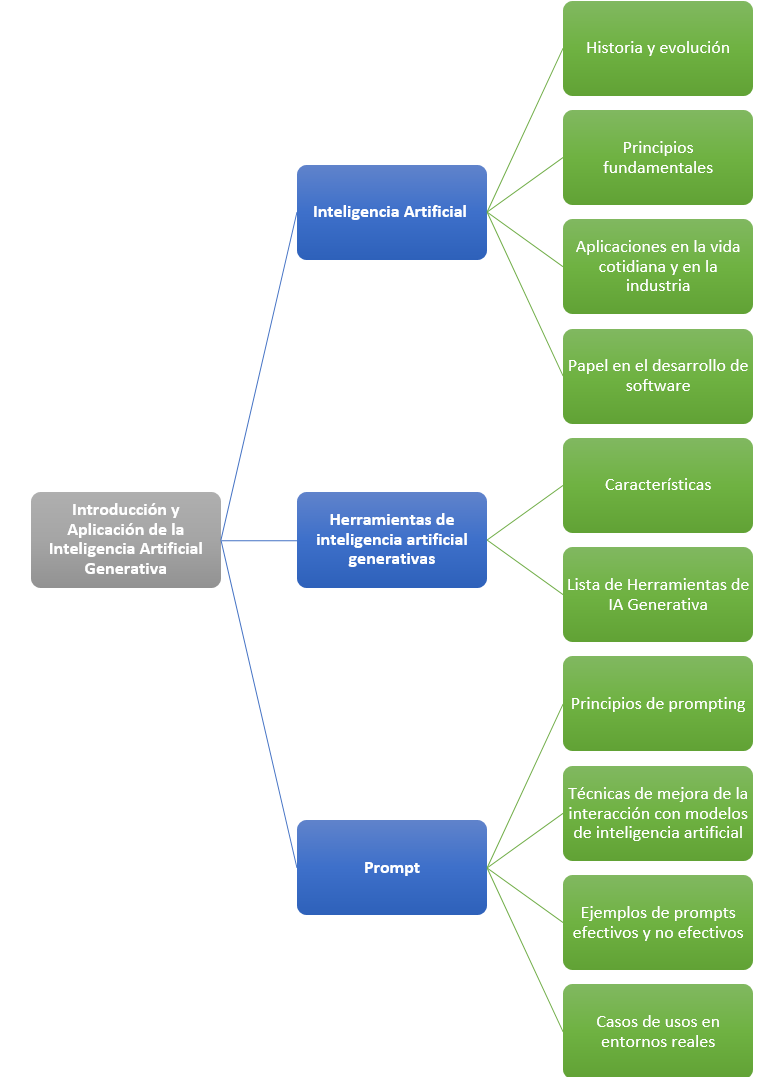 Historia y evolución
Principios
fundamentales
Inteligencia Artificial
Aplicaciones en la vida
cotidiana y en la
industria
Papel en el desarrollo de
software
Introducción y
Aplicación de la
Inteligencia Artificial
Generativa
Herramientas de
inteligencia artificial
generativas
Características
Lista de Herramientas de
IA Generativa
Prompt
Principios de prompting
Técnicas de mejora de la
interacción con modelos
de inteligencia artificial
Ejemplos de prompts
efectivos y no efectivos
Casos de usos en
entornos reales